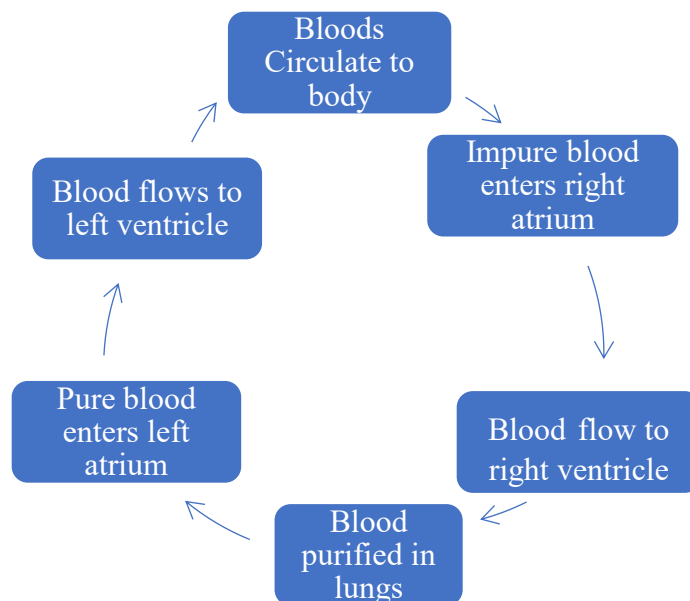 Bloods
Circulate to
body
Impure blood
enters right
atrium
Blood flow to
right ventricle
Blood
purified in
lungs
Pure blood
enters left
atrium
Blood flows to
left ventricle